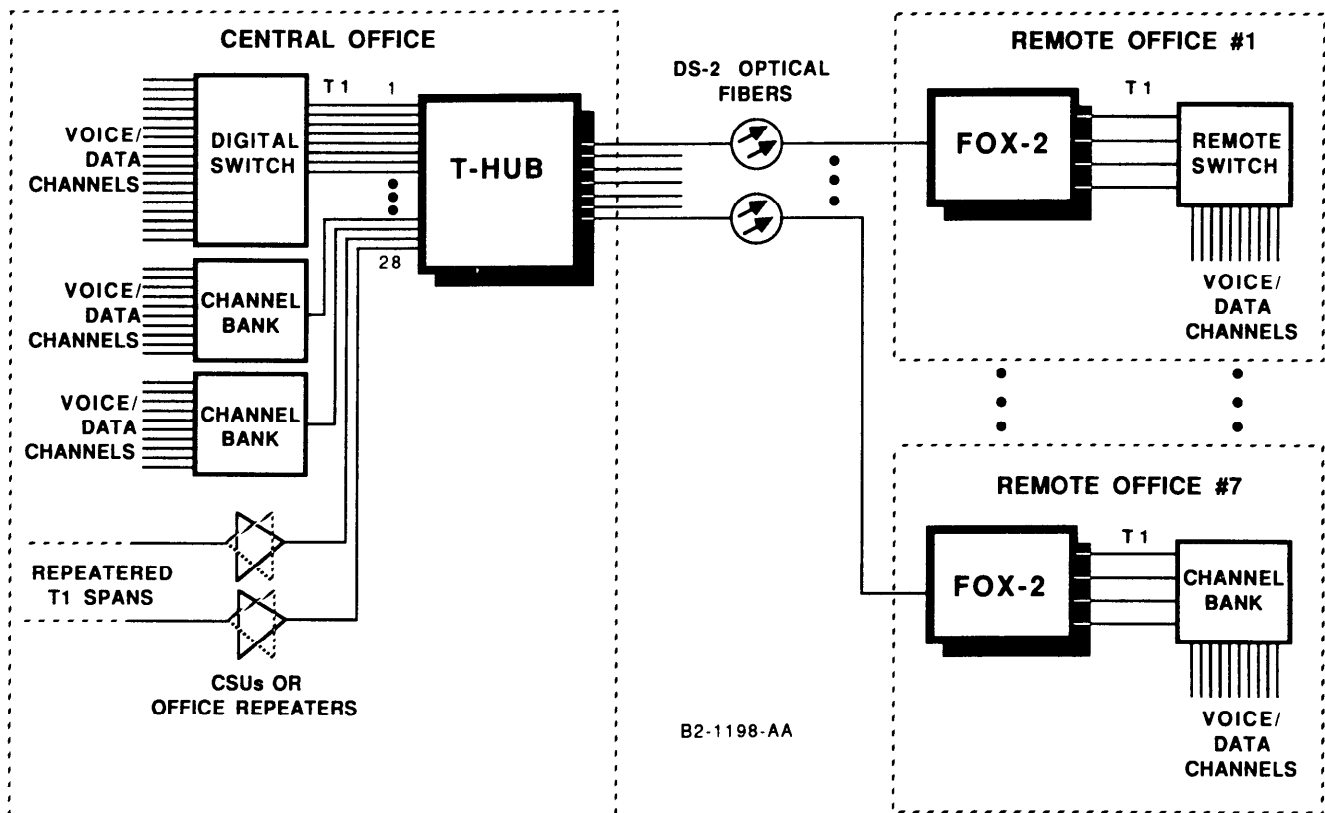 CENTRAL OFFICE
VOICE/
DATA
CHANNELS
DIGITAL
SWITCH
T1 1
28
T-HUB
VOICE/
DATA
CHANNELS
CHANNEL
BANK
VOICE/
DATA
CHANNELS
CHANNEL
BANK
REPEATERED
T1 SPANS
CSUs OR
OFFICE REPEATERS
DS-2 OPTICAL
FIBERS
B2-1198-AA
REMOTE OFFICE #1
FOX-2
T1
REMOTE
SWITCH
VOICE/
DATA
CHANNELS
REMOTE OFFICE #7
FOX-2
T1
CHANNEL
BANK
VOICE/
DATA
CHANNELS